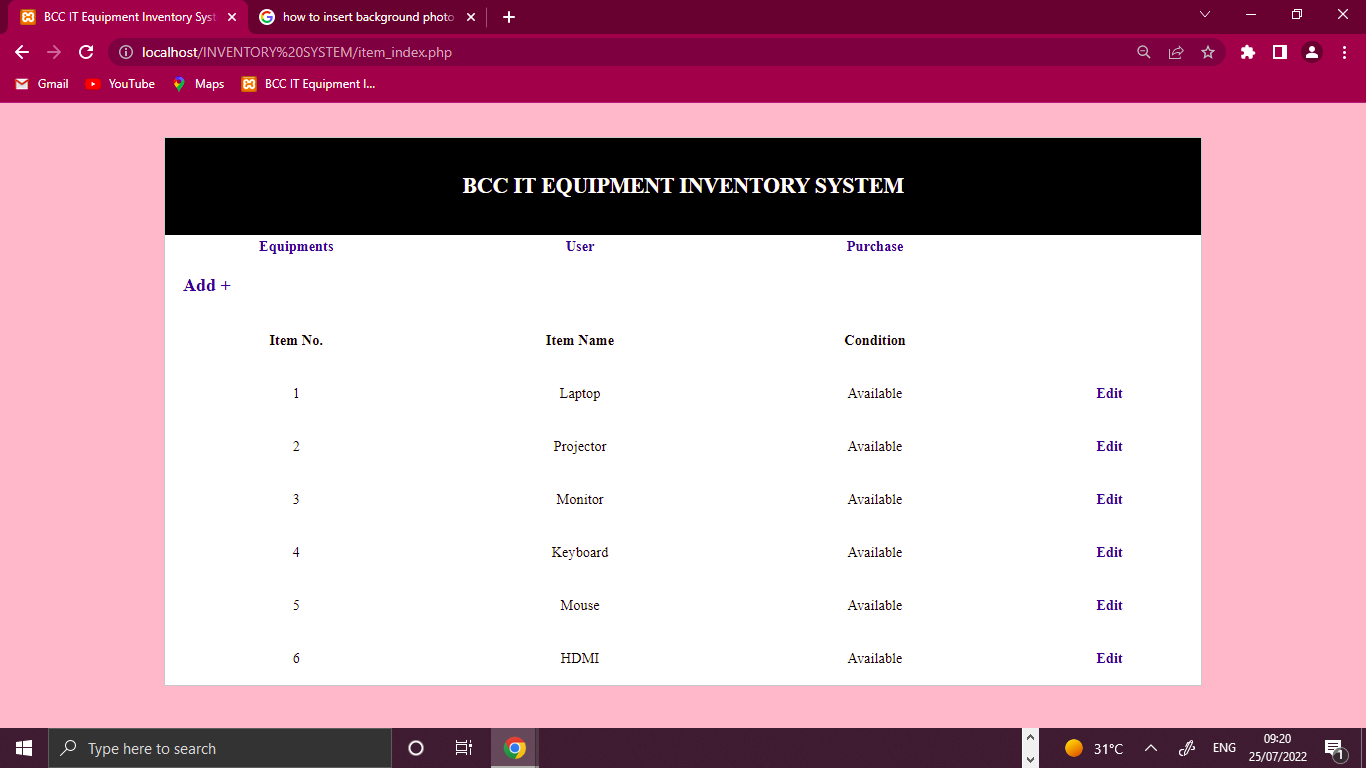 BCC IT Equipment Inventory Syst
how to insert background photo
localhost/INVENTORY%20SYSTEM/item_index.php
Gmail YouTube Maps BCC IT Equipment I...
BCC IT EQUIPMENT INVENTORY SYSTEM
Equipments User Purchase
Add +
Item No. Item Name Condition
1 Laptop Available Edit
2 Projector Available Edit
3 Monitor Available Edit
4 Keyboard Available Edit
5 Mouse Available Edit
6 HDMI Available Edit
Type here to search
31°C
ENG
09:20
25/07/2022
1